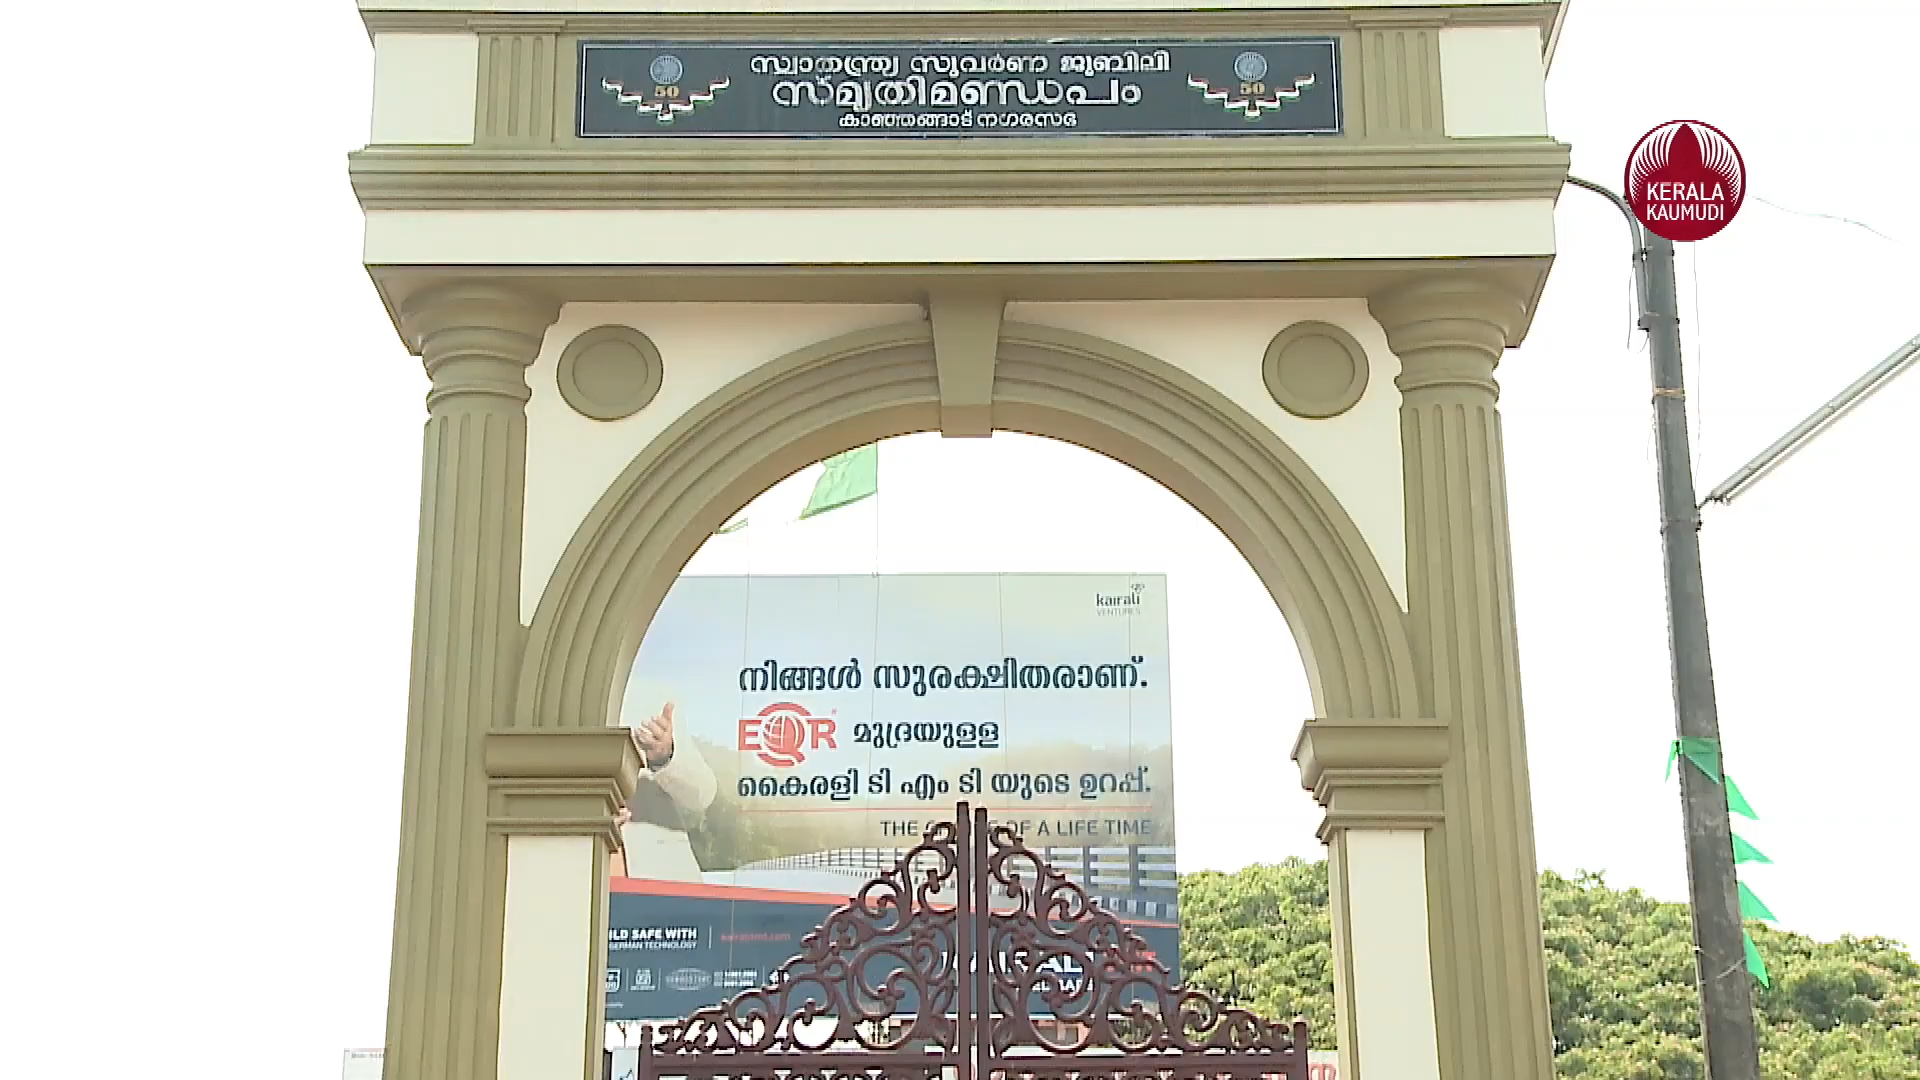 സ്വാതന്ത്ര്യ സുവർണ ജൂബിലി
സ്മൃതിമണ്ഡപം
കാഞ്ഞങ്ങാട് നഗരസഭ
50
50
KERALA
KAUMUDI
kairali
VENTURES
നിങ്ങൾ സുരക്ഷിതരാണ്.
EQR മുദ്രയുള്ള
കൈരളി ടി എം ടി യുടെ ഉറപ്പ്.
THE OF A LIFE TIME
ILD SAFE WITH
GERMAN TECHNOLOGY